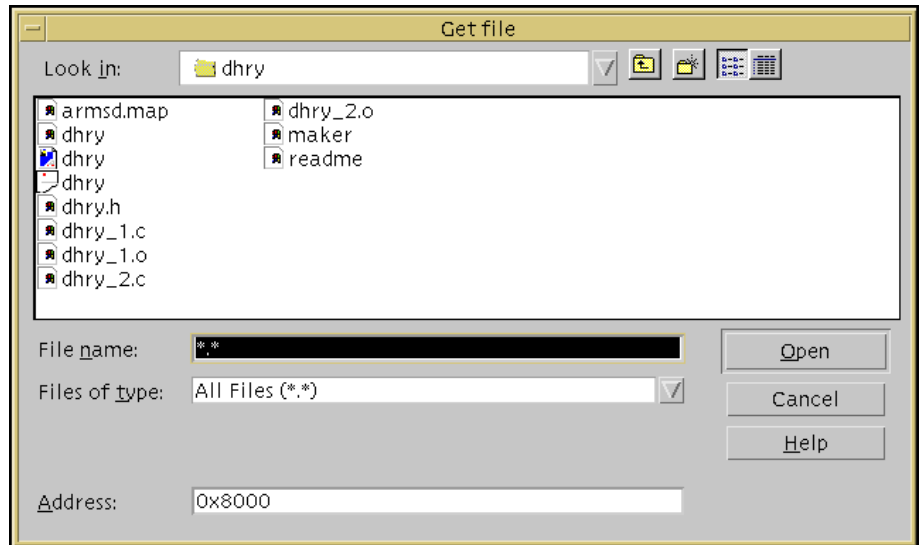 Get file
Look in:
dhry
armsd.map
dhry
dhry
dhry
dhry.h
dhry_1.c
dhry_1.o
dhry_2.c
dhry_2.o
maker
readme
File name:
*.*
Open
Files of type:
All Files (*.*)
Cancel
Help
Address:
0x8000